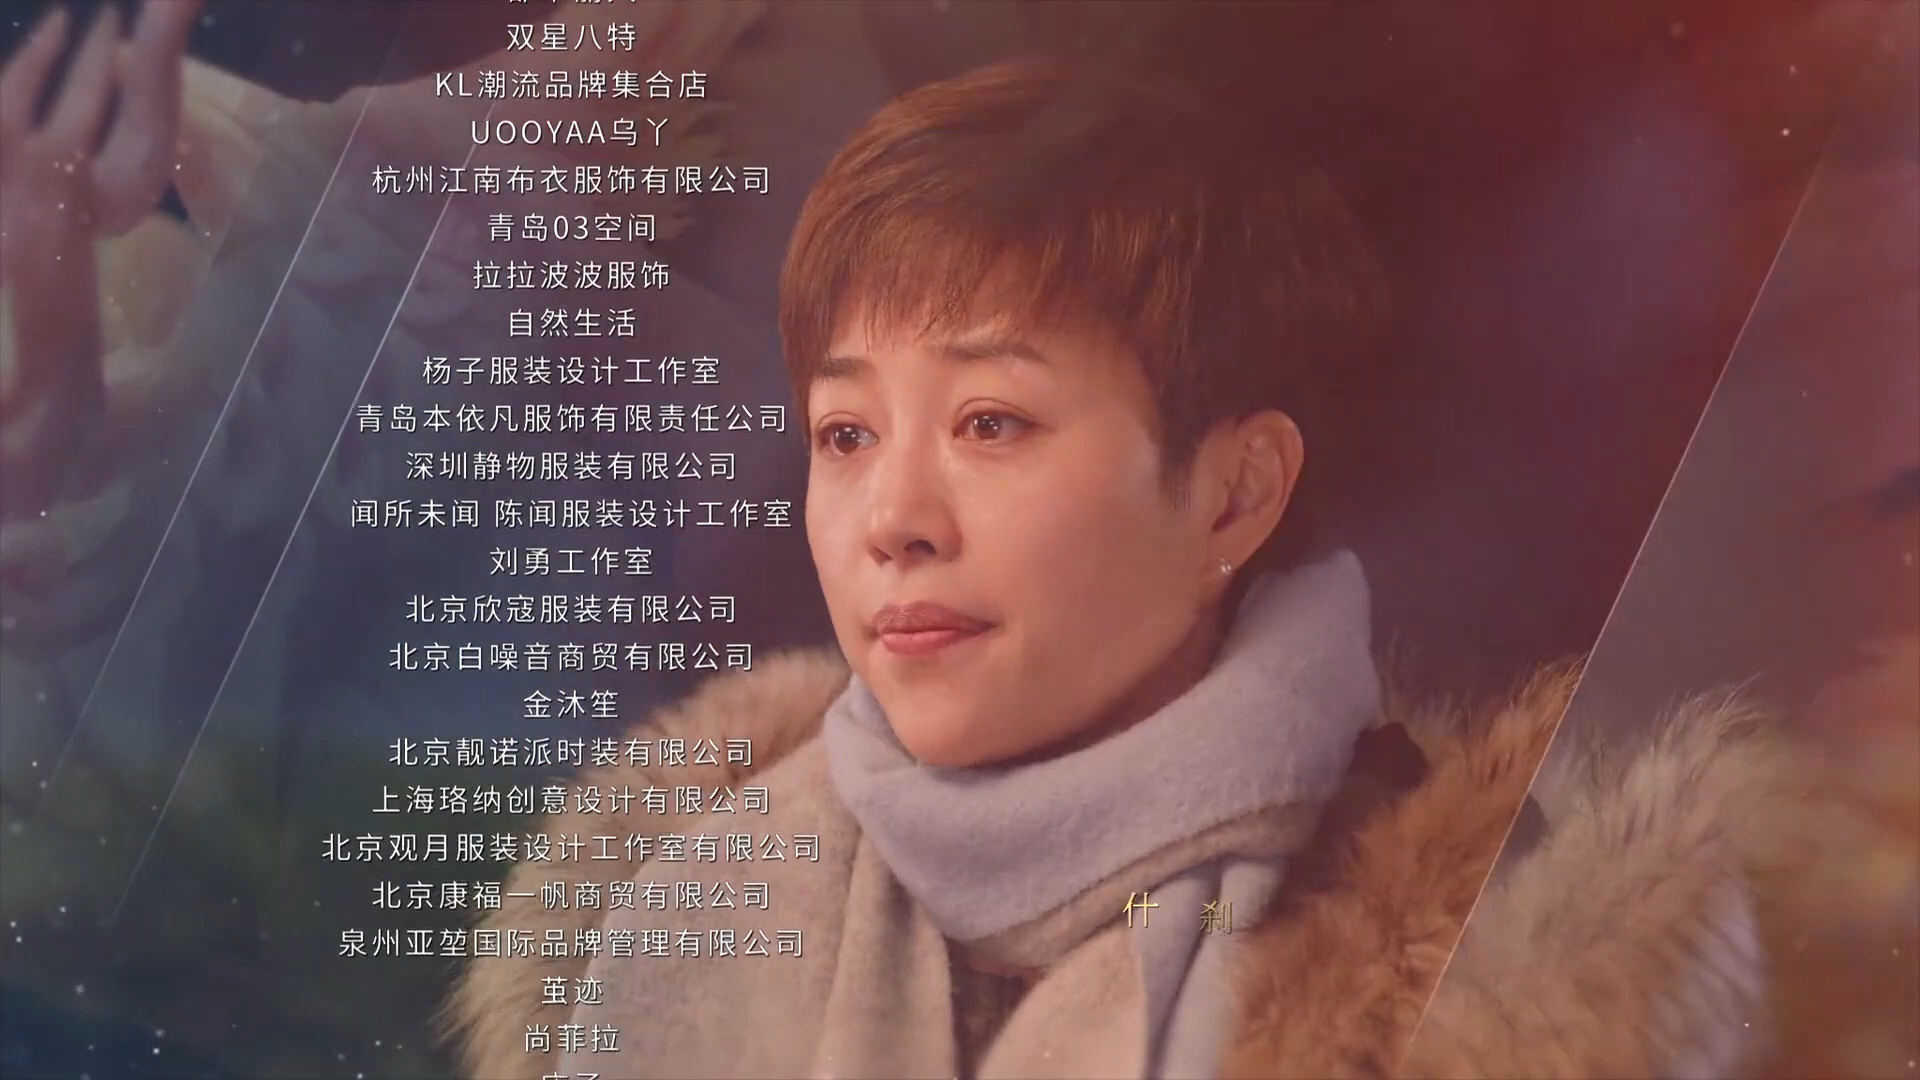 双星八特
KL潮流品牌集合店
UOOYAA乌丫
杭州江南布衣服饰有限公司
青岛03空间
拉拉波波服饰
自然生活
杨子服装设计工作室
青岛本依凡服饰有限责任公司
深圳静物服装有限公司
闻所未闻 陈闻服装设计工作室
刘勇工作室
北京欣寇服装有限公司
北京白噪音商贸有限公司
金沐笙
北京靓诺派时装有限公司
上海珞纳创意设计有限公司
北京观月服装设计工作室有限公司
北京康福一帆商贸有限公司
泉州亚堃国际品牌管理有限公司
茧迹
尚菲拉
什 刹